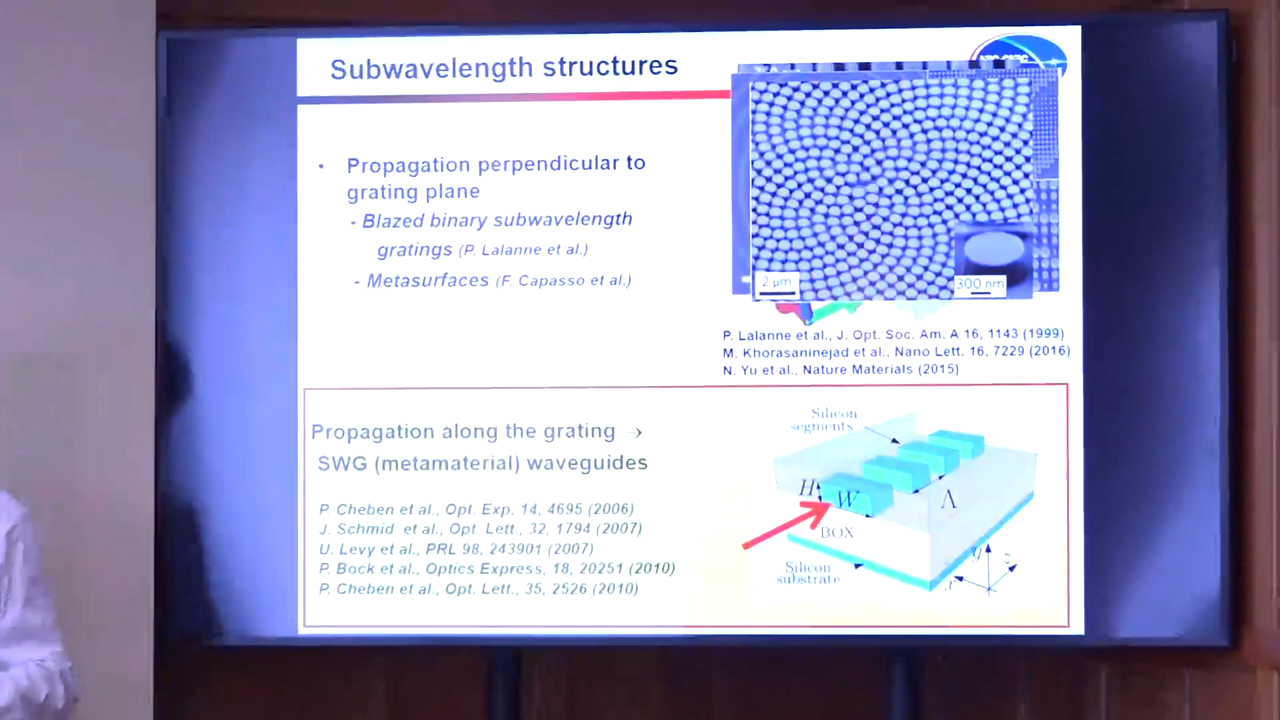 Subwavelength structures
• Propagation perpendicular to
grating plane
- Blazed binary subwavelength
gratings (P. Lalanne et al.)
- Metasurfaces (F. Capasso et al.)
2 µm
300 nm
P. Lalanne et al., J. Opt. Soc. Am. A 16, 1143 (1999)
M. Khorasaninejad et al., Nano Lett. 16, 7229 (2016)
N. Yu et al., Nature Materials (2015)
Propagation along the grating →
SWG (metamaterial) waveguides
P. Cheben et al., Opt. Exp. 14, 4695 (2006)
J. Schmid et al., Opt. Lett., 32, 1794 (2007)
U. Levy et al., PRL 98, 243901 (2007)
P. Bock et al., Optics Express, 18, 20251 (2010)
P. Cheben et al., Opt. Lett., 35, 2526 (2010)
Silicon
segments
H
W
Λ
BOX
Silicon
substrate
y
z
x